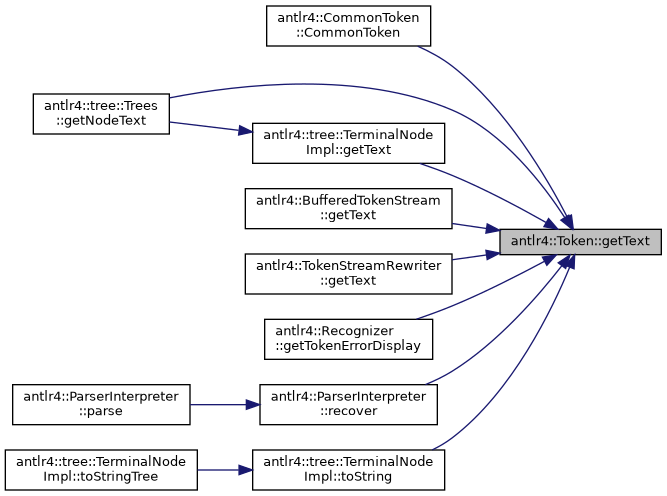 antlr4::CommonToken
::CommonToken
antlr4::tree::Trees
::getNodeText
antlr4::tree::TerminalNode
Impl::getText
antlr4::BufferedTokenStream
::getText
antlr4::Token::getText
antlr4::TokenStreamRewriter
::getText
antlr4::Recognizer
::getTokenErrorDisplay
antlr4::ParserInterpreter
::parse
antlr4::ParserInterpreter
::recover
antlr4::tree::TerminalNode
Impl::toStringTree
antlr4::tree::TerminalNode
Impl::toString